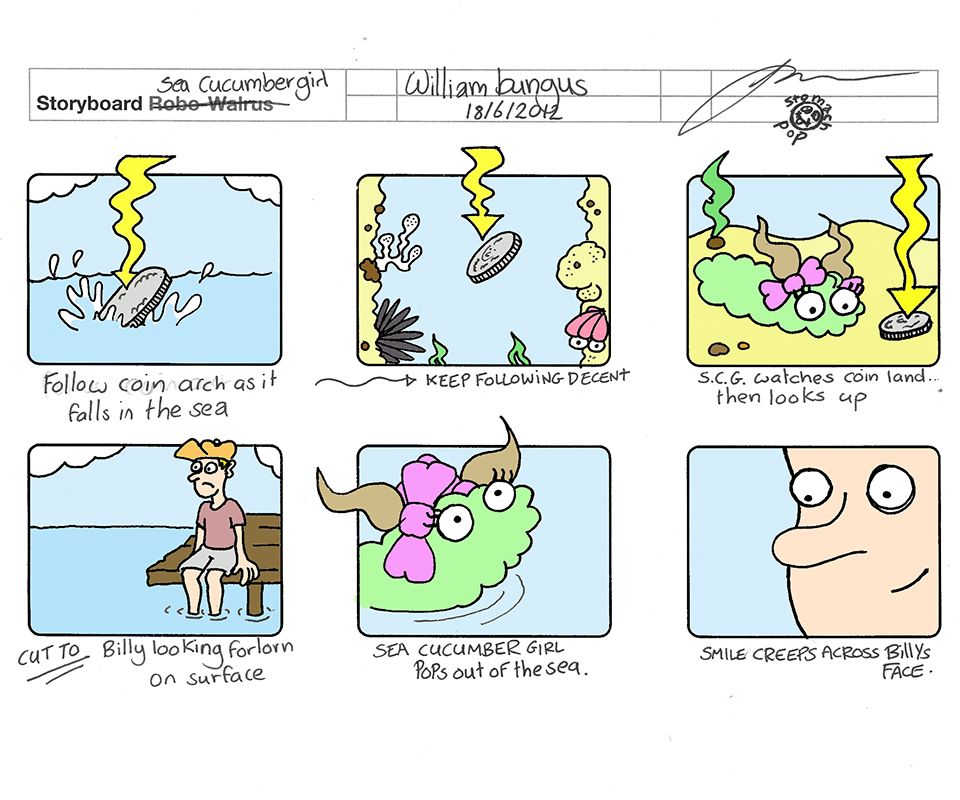 Sea Cucumbergirl
Storyboard Robo-Walrus
William bungus
18/6/2012
Stemaris
POP
Follow coin arch as it
falls in the sea
KEEP FOLLOWING DECENT
S.C.G. watches coin land...
then looks up
CUT TO Billy looking forlorn
on surface
SEA CUCUMBER GIRL
POPS out of the sea.
SMILE CREEPS ACROSS BILLYS
FACE.